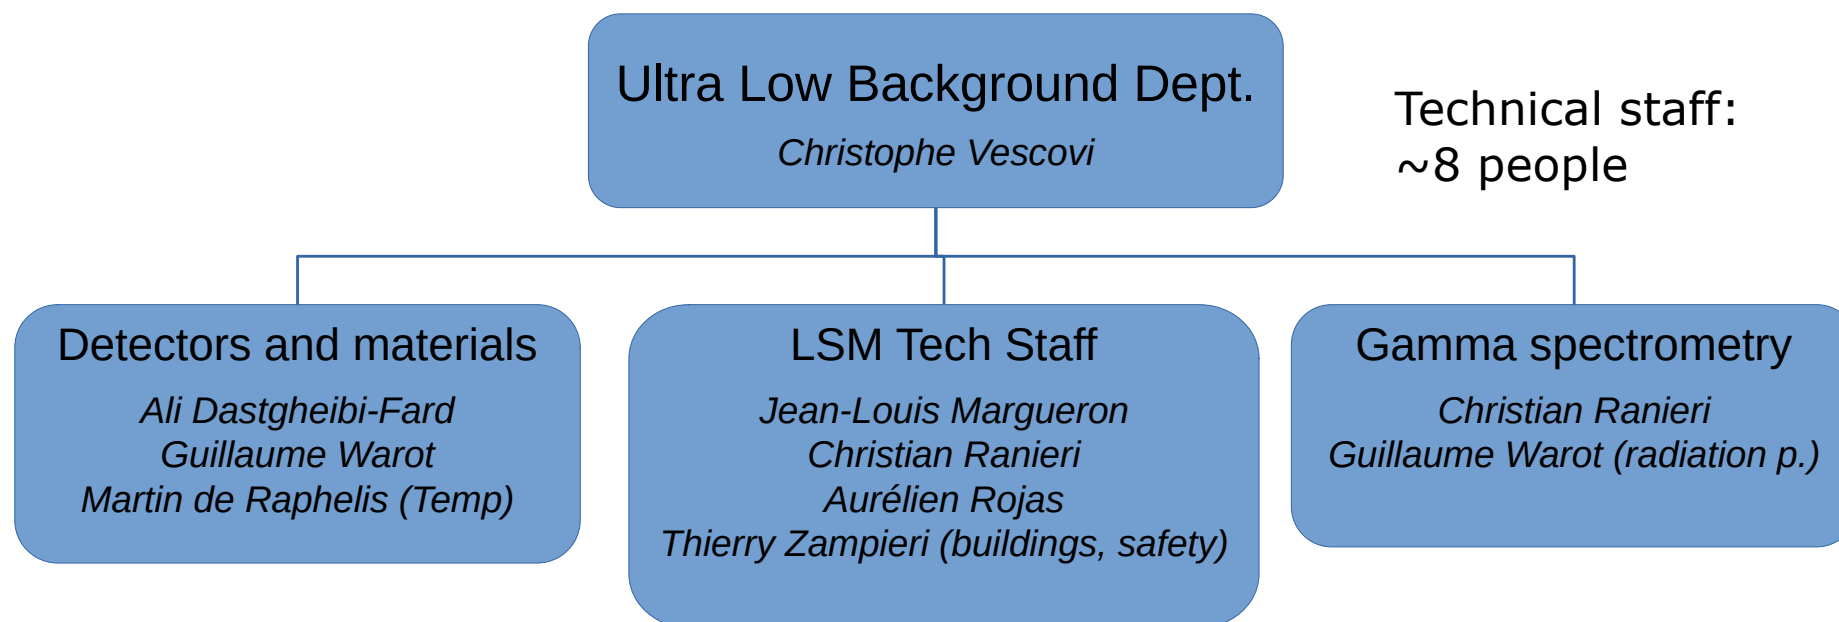 Ultra Low Background Dept.
Christophe Vescovi
Technical staff:
~8 people
Detectors and materials
Ali Dastgheibi-Fard
Guillaume Warot
Martin de Raphelis (Temp)
LSM Tech Staff
Jean-Louis Margueron
Christian Ranieri
Aurélien Rojas
Thierry Zampieri (buildings, safety)
Gamma spectrometry
Christian Ranieri
Guillaume Warot (radiation p.)